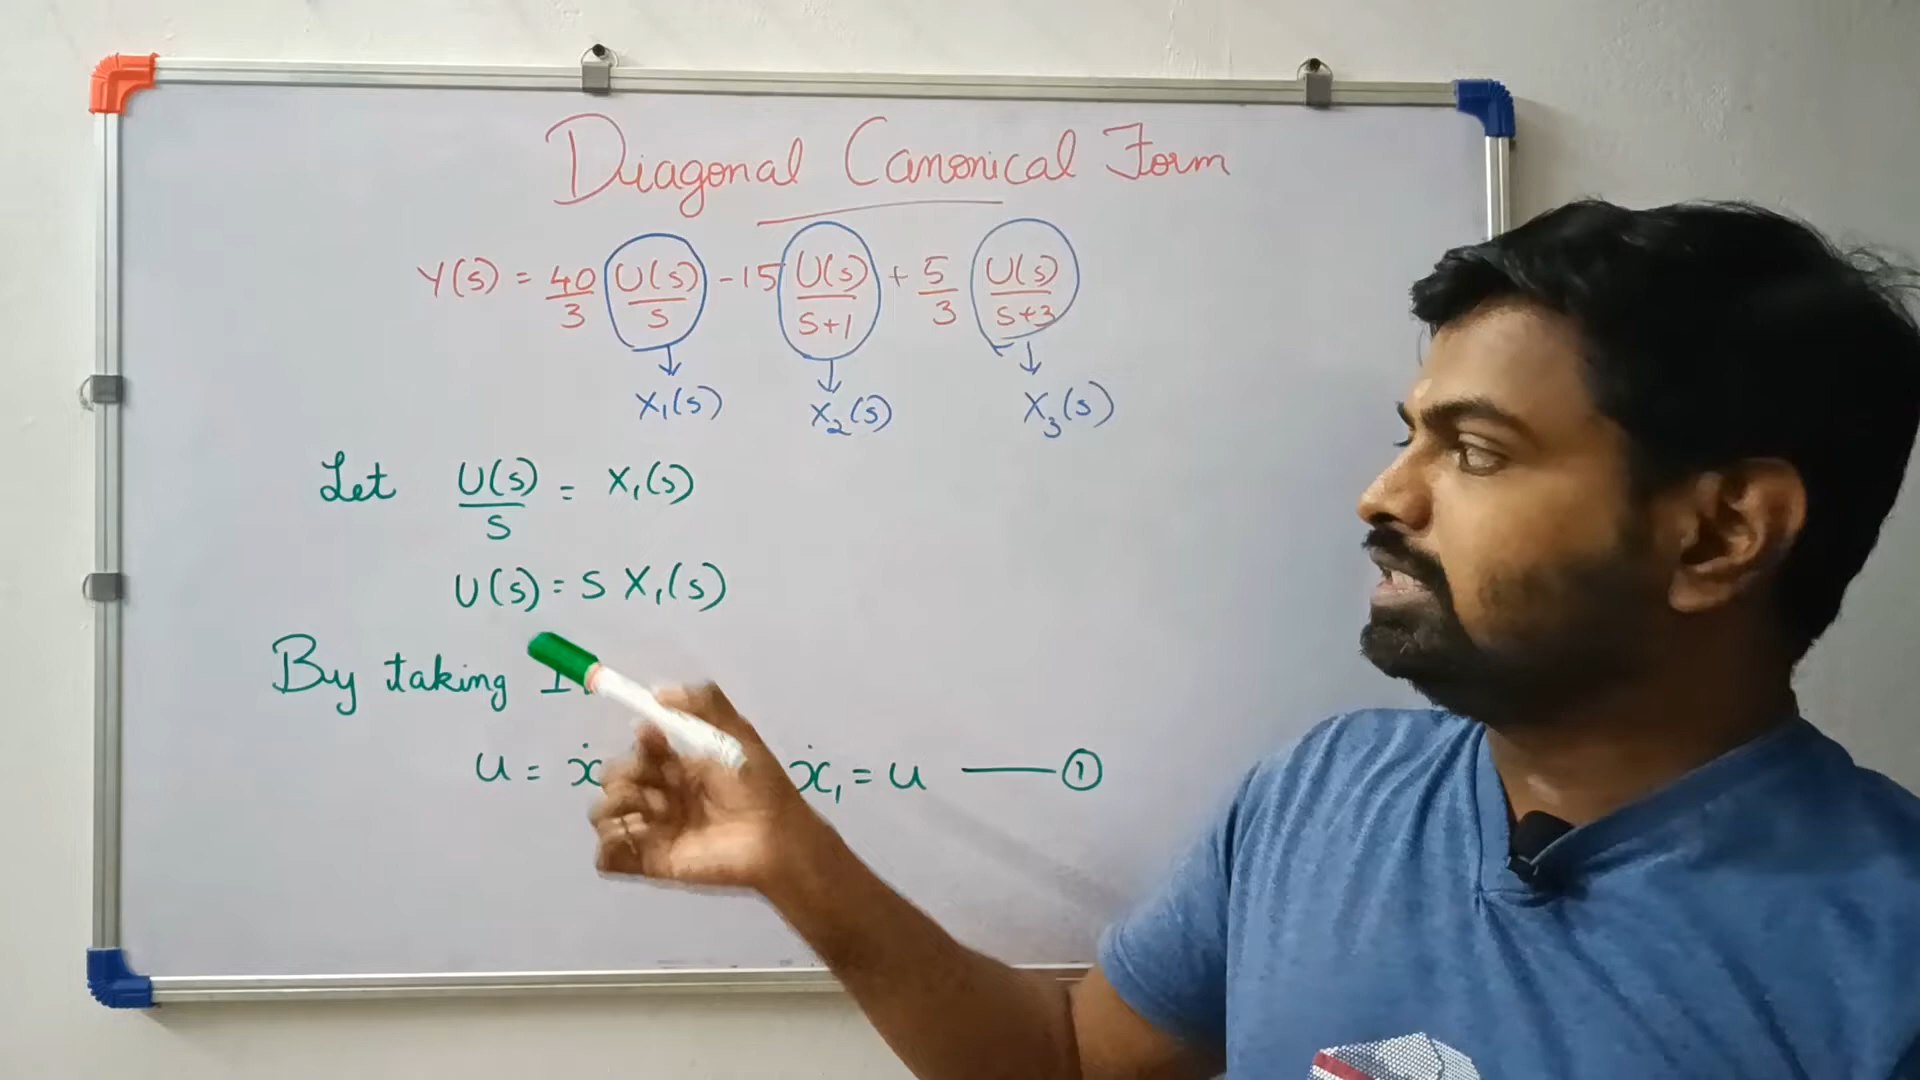 Diagonal Canonical Form
Y(s) = 40/3 U(s)/s - 15 U(s)/s+1 + 5/3 U(s)/s+3
X₁(s) X₂(s) X₃(s)
Let U(s)/s = X₁(s)
U(s) = s X₁(s)
By taking
u = ẋ ẋ₁ = u —— ①